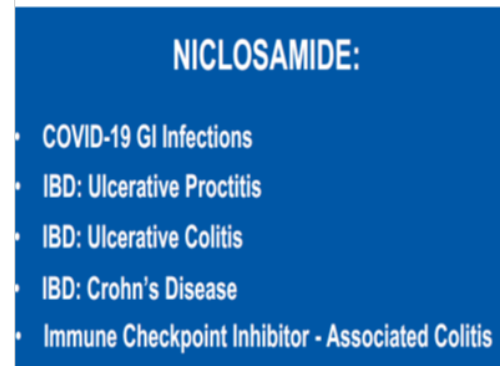 NICLOSAMIDE:
• COVID-19 GI Infections
• IBD: Ulcerative Proctitis
• IBD: Ulcerative Colitis
• IBD: Crohn’s Disease
• Immune Checkpoint Inhibitor - Associated Colitis